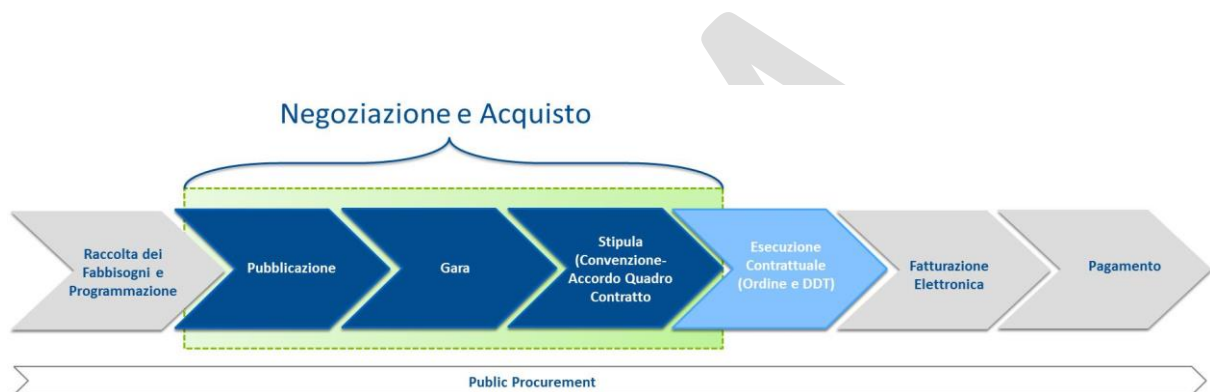 Negoziazione e Acquisto
Raccolta dei
Fabbisogni e
Programmazione
Pubblicazione
Gara
Stipula
(Convenzione-
Accordo Quadro
Contratto
Esecuzione
Contrattuale
(Ordine e DDT)
Fatturazione
Elettronica
Pagamento
Public Procurement